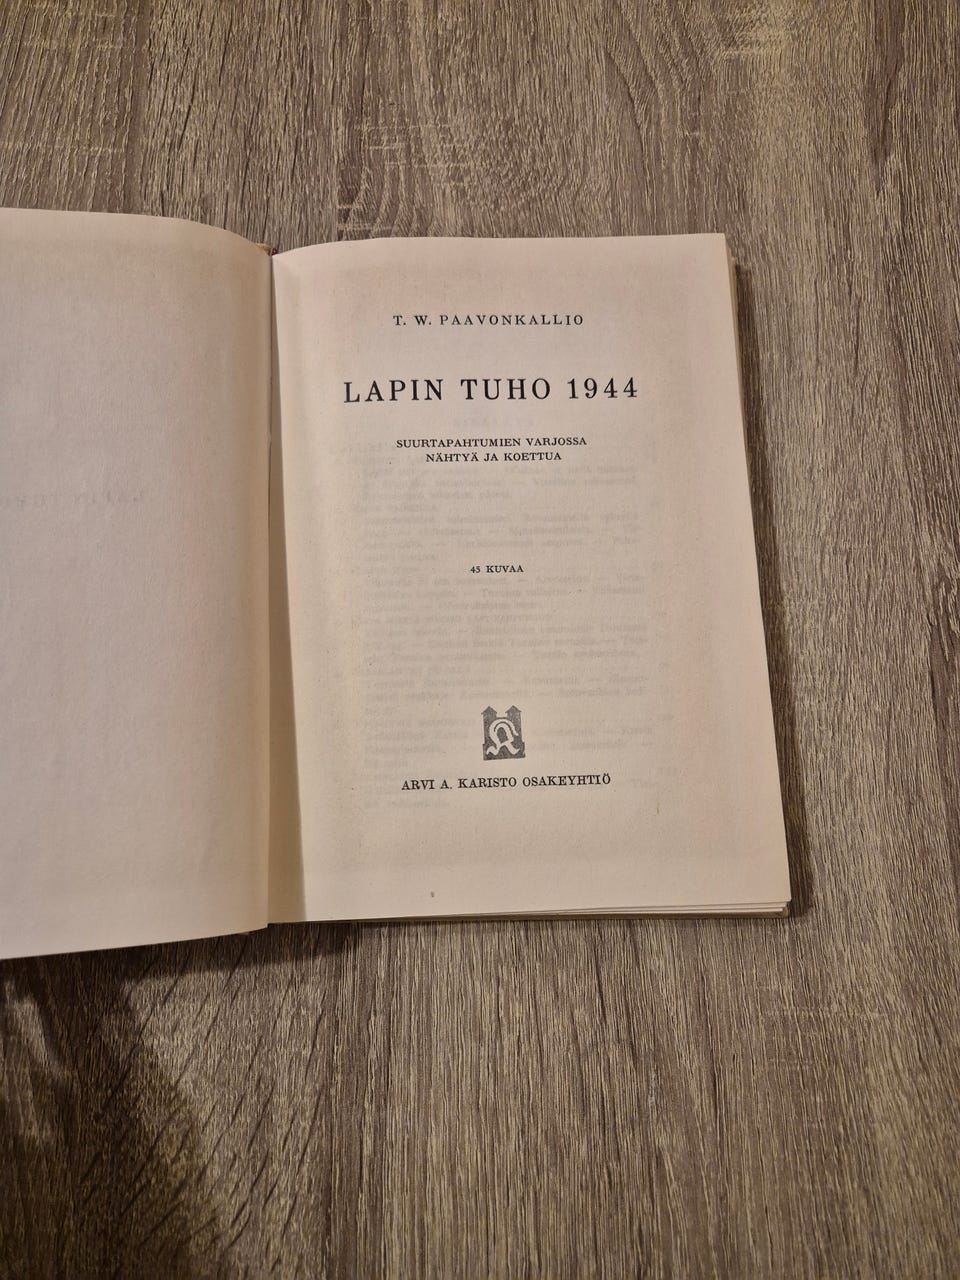 T. W. PAAVONKALLIO
LAPIN TUHO 1944
SUURTAPAHTUMIEN VARJOSSA
NÄHTYÄ JA KOETTUA
45 KUVAA
ARVI A. KARISTO OSAKEYHTIÖ